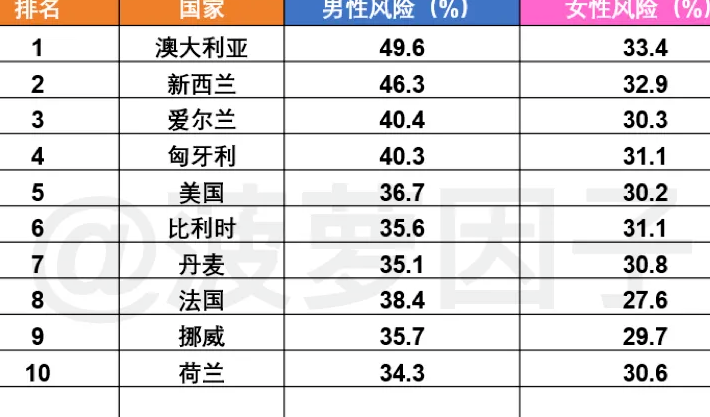 排名 国家 男性风险（%） 女性风险（%）
1 澳大利亚 49.6 33.4
2 新西兰 46.3 32.9
3 爱尔兰 40.4 30.3
4 匈牙利 40.3 31.1
5 美国 36.7 30.2
6 比利时 35.6 31.1
7 丹麦 35.1 30.8
8 法国 38.4 27.6
9 挪威 35.7 29.7
10 荷兰 34.3 30.6
@菠萝因子